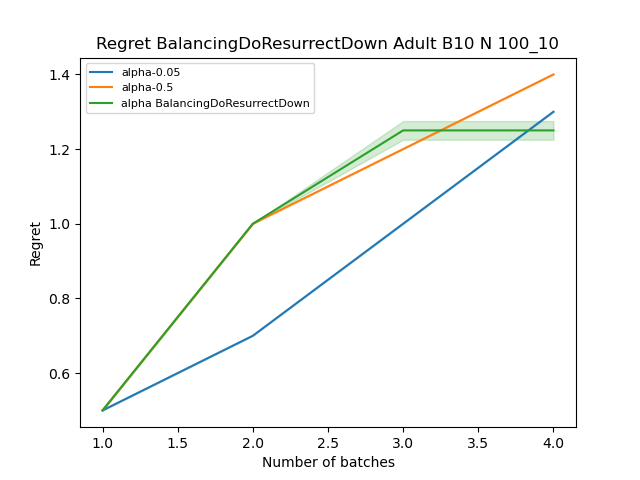 Regret BalancingDoResurrectDown Adult B10 N 100_10
alpha-0.05
alpha-0.5
alpha BalancingDoResurrectDown
Regret
1.4
1.2
1.0
0.8
0.6
1.0 1.5 2.0 2.5 3.0 3.5 4.0
Number of batches